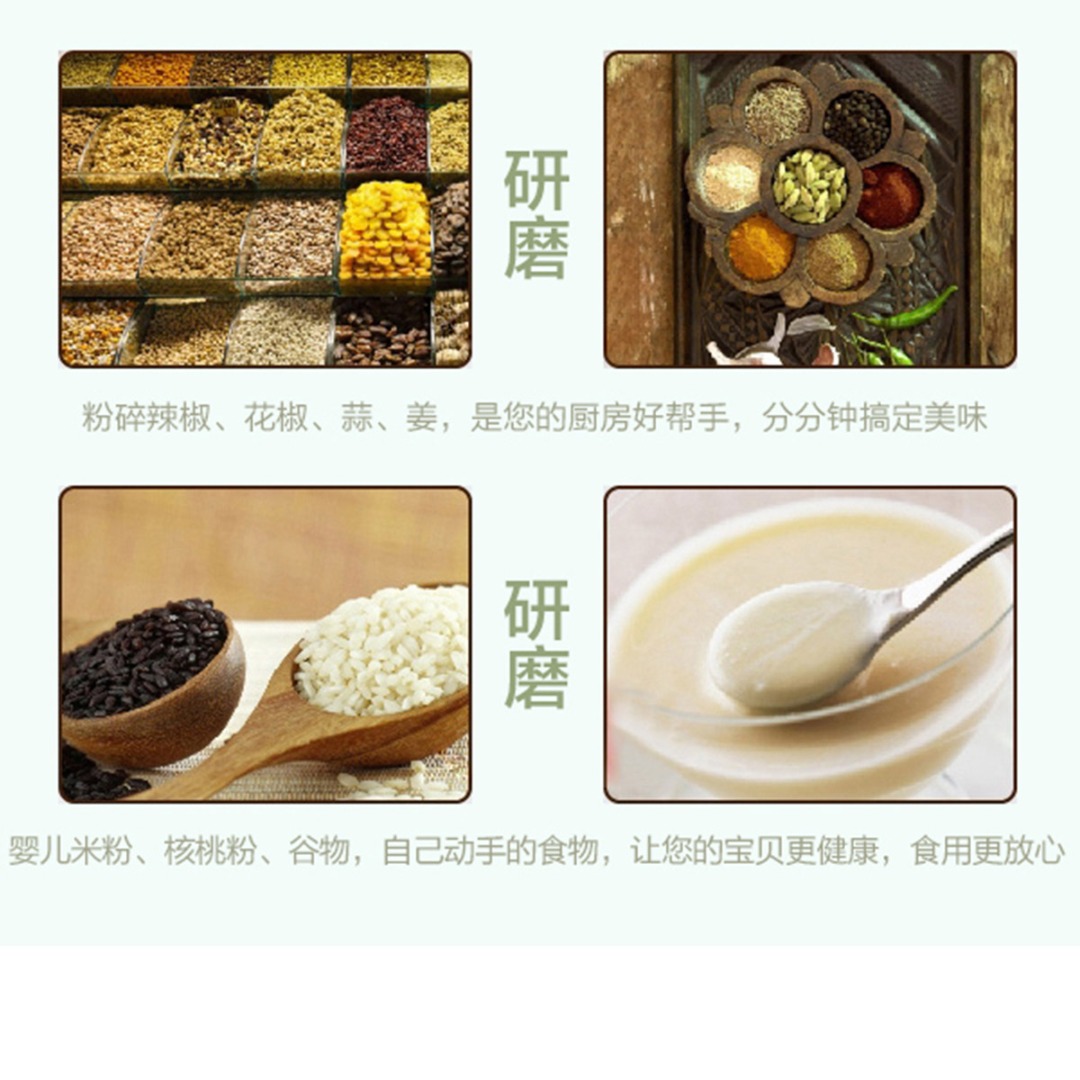 研磨
粉碎辣椒、花椒、蒜、姜，是您的厨房好帮手，分分钟搞定美味
研磨
婴儿米粉、核桃粉、谷物，自己动手的食物，让您的宝贝更健康，食用更放心